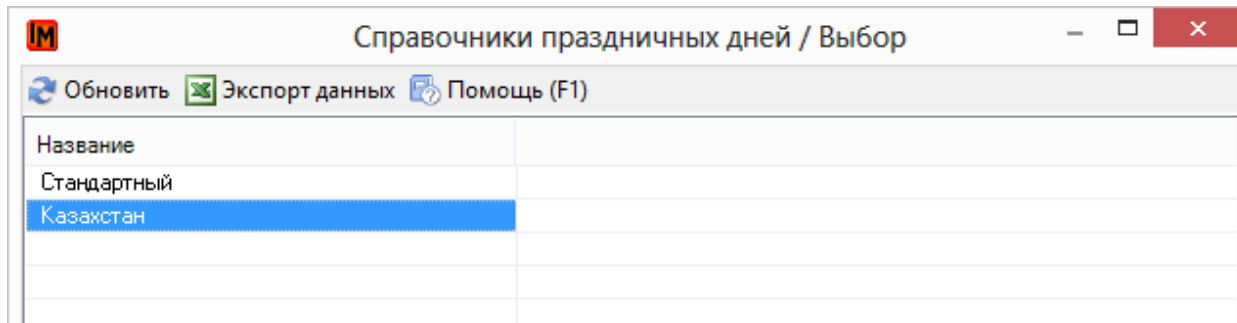 IM Справочники праздничных дней / Выбор
Обновить Экспорт данных Помощь (F1)
Название
Стандартный
Казахстан